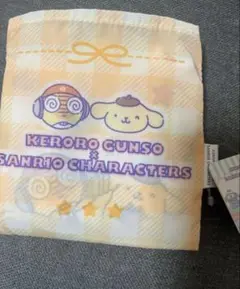 KERORO GUNSO
×
SANRIO CHARACTERS